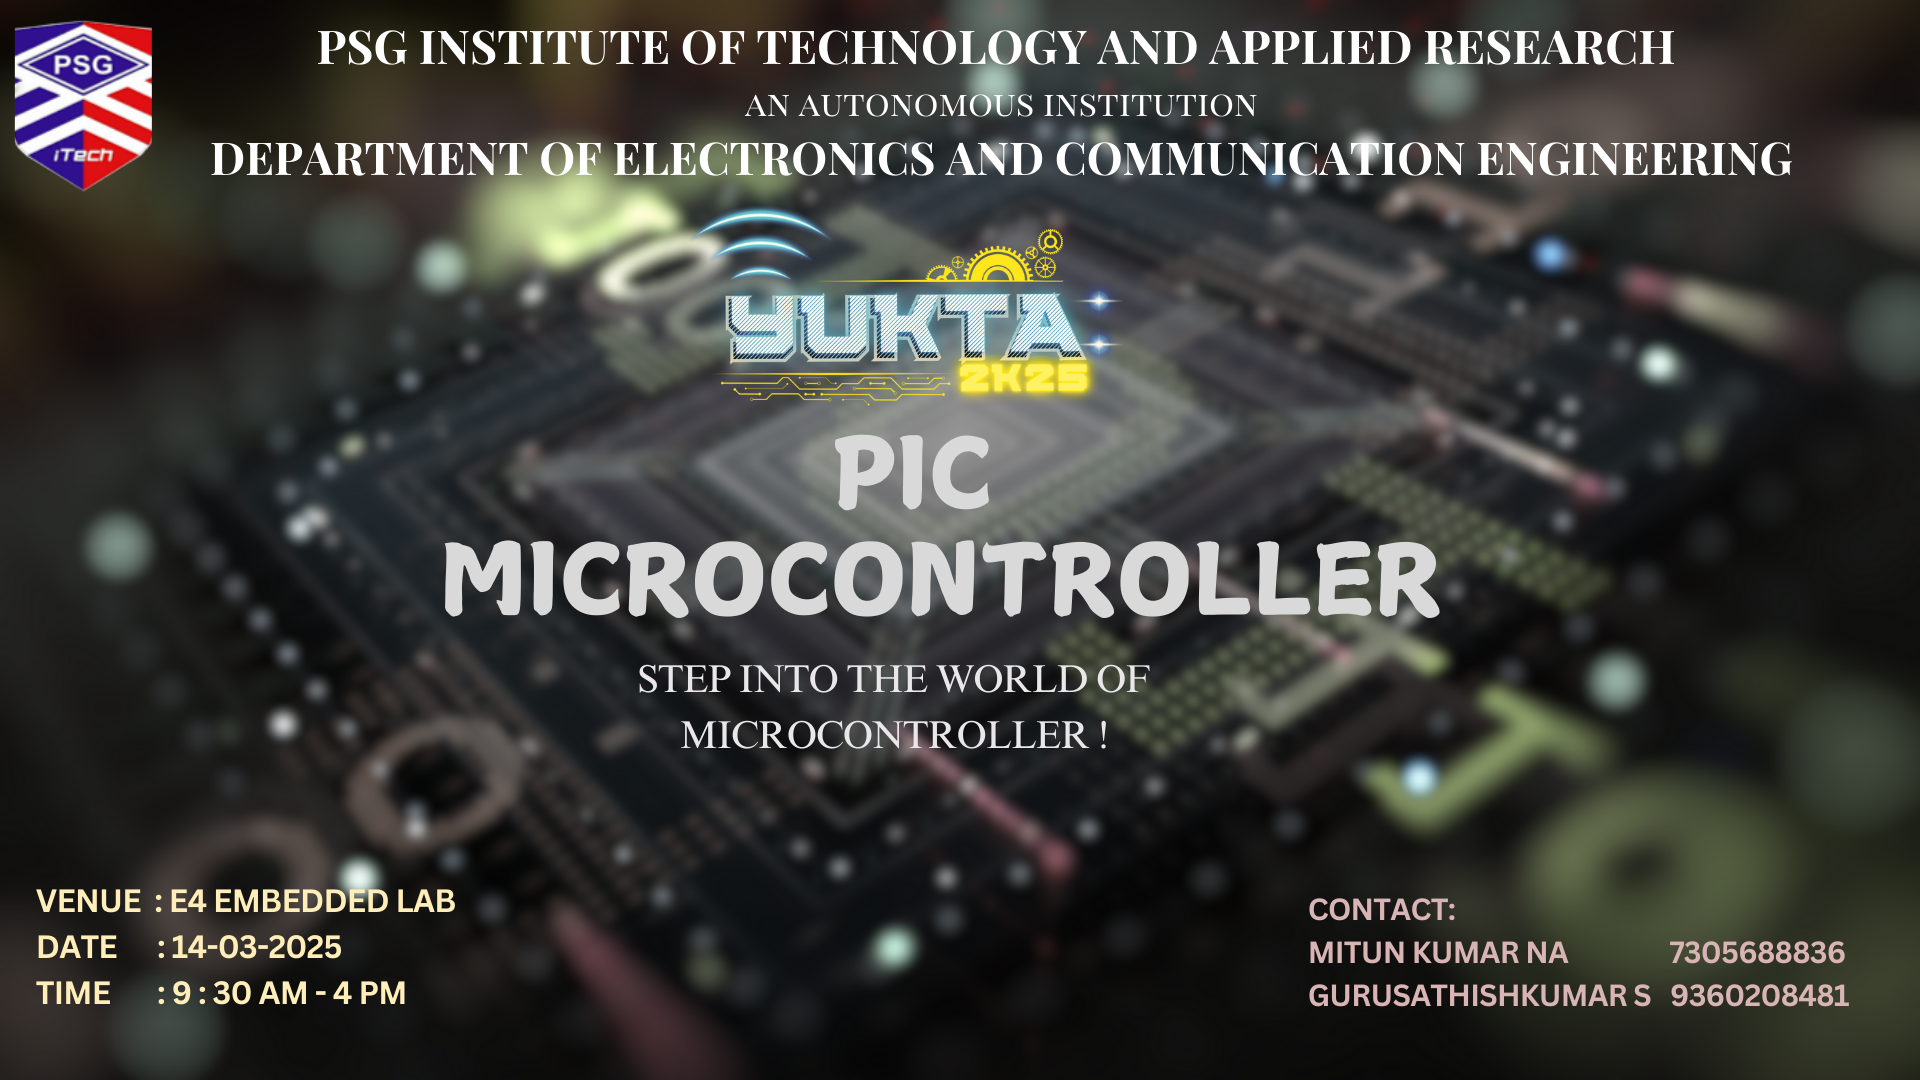 PSG
iTech
PSG INSTITUTE OF TECHNOLOGY AND APPLIED RESEARCH
AN AUTONOMOUS INSTITUTION
DEPARTMENT OF ELECTRONICS AND COMMUNICATION ENGINEERING
YUKTA
2K25
PIC
MICROCONTROLLER
STEP INTO THE WORLD OF
MICROCONTROLLER !
VENUE : E4 EMBEDDED LAB
DATE : 14-03-2025
TIME : 9 : 30 AM - 4 PM
CONTACT:
MITUN KUMAR NA 7305688836
GURUSATHISHKUMAR S 9360208481